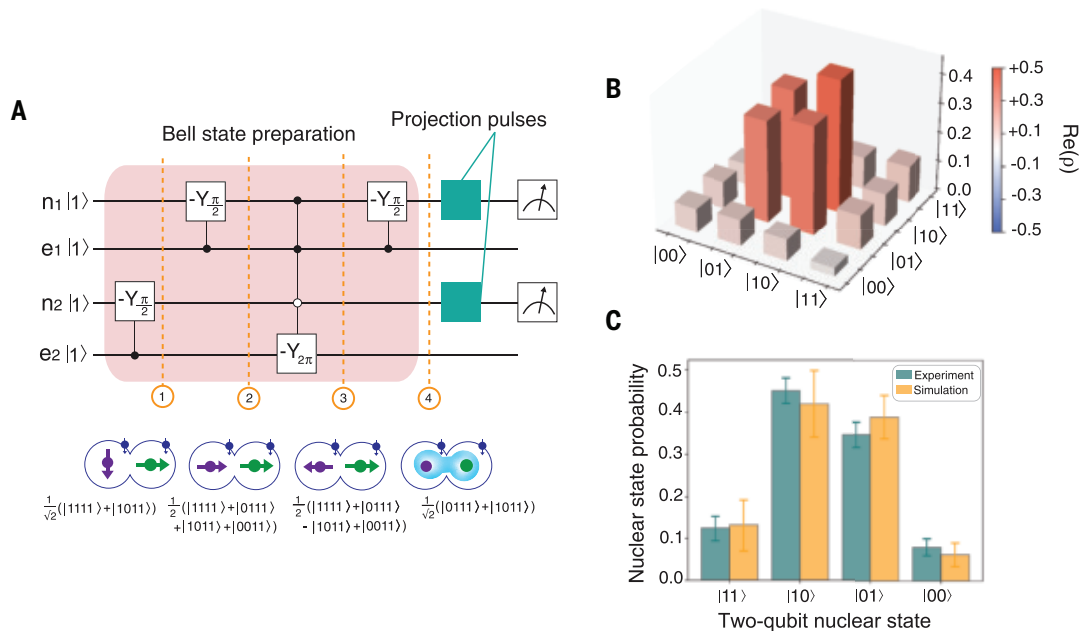 A
Bell state preparation
Projection pulses
n1 |1⟩
-Yπ/2
-Yπ/2
e1 |1⟩
n2 |1⟩
-Yπ/2
e2 |1⟩
-Y2π
1
2
3
4
1/√2(|1111⟩+|1011⟩)
1/2(|1111⟩+|0111⟩
+|1011⟩+|0011⟩)
1/2(|1111⟩+|0111⟩
-|1011⟩+|0011⟩)
1/√2(|0111⟩+|1011⟩)
B
0.4
0.3
0.2
0.1
0.0
|00⟩
|01⟩
|10⟩
|11⟩
|00⟩
|01⟩
|10⟩
|11⟩
+0.5
+0.3
+0.1
-0.1
-0.3
-0.5
Re(ρ)
C
Nuclear state probability
0.5
0.4
0.3
0.1
0.0
Experiment
Simulation
|11⟩
|10⟩
|01⟩
|00⟩
Two-qubit nuclear state